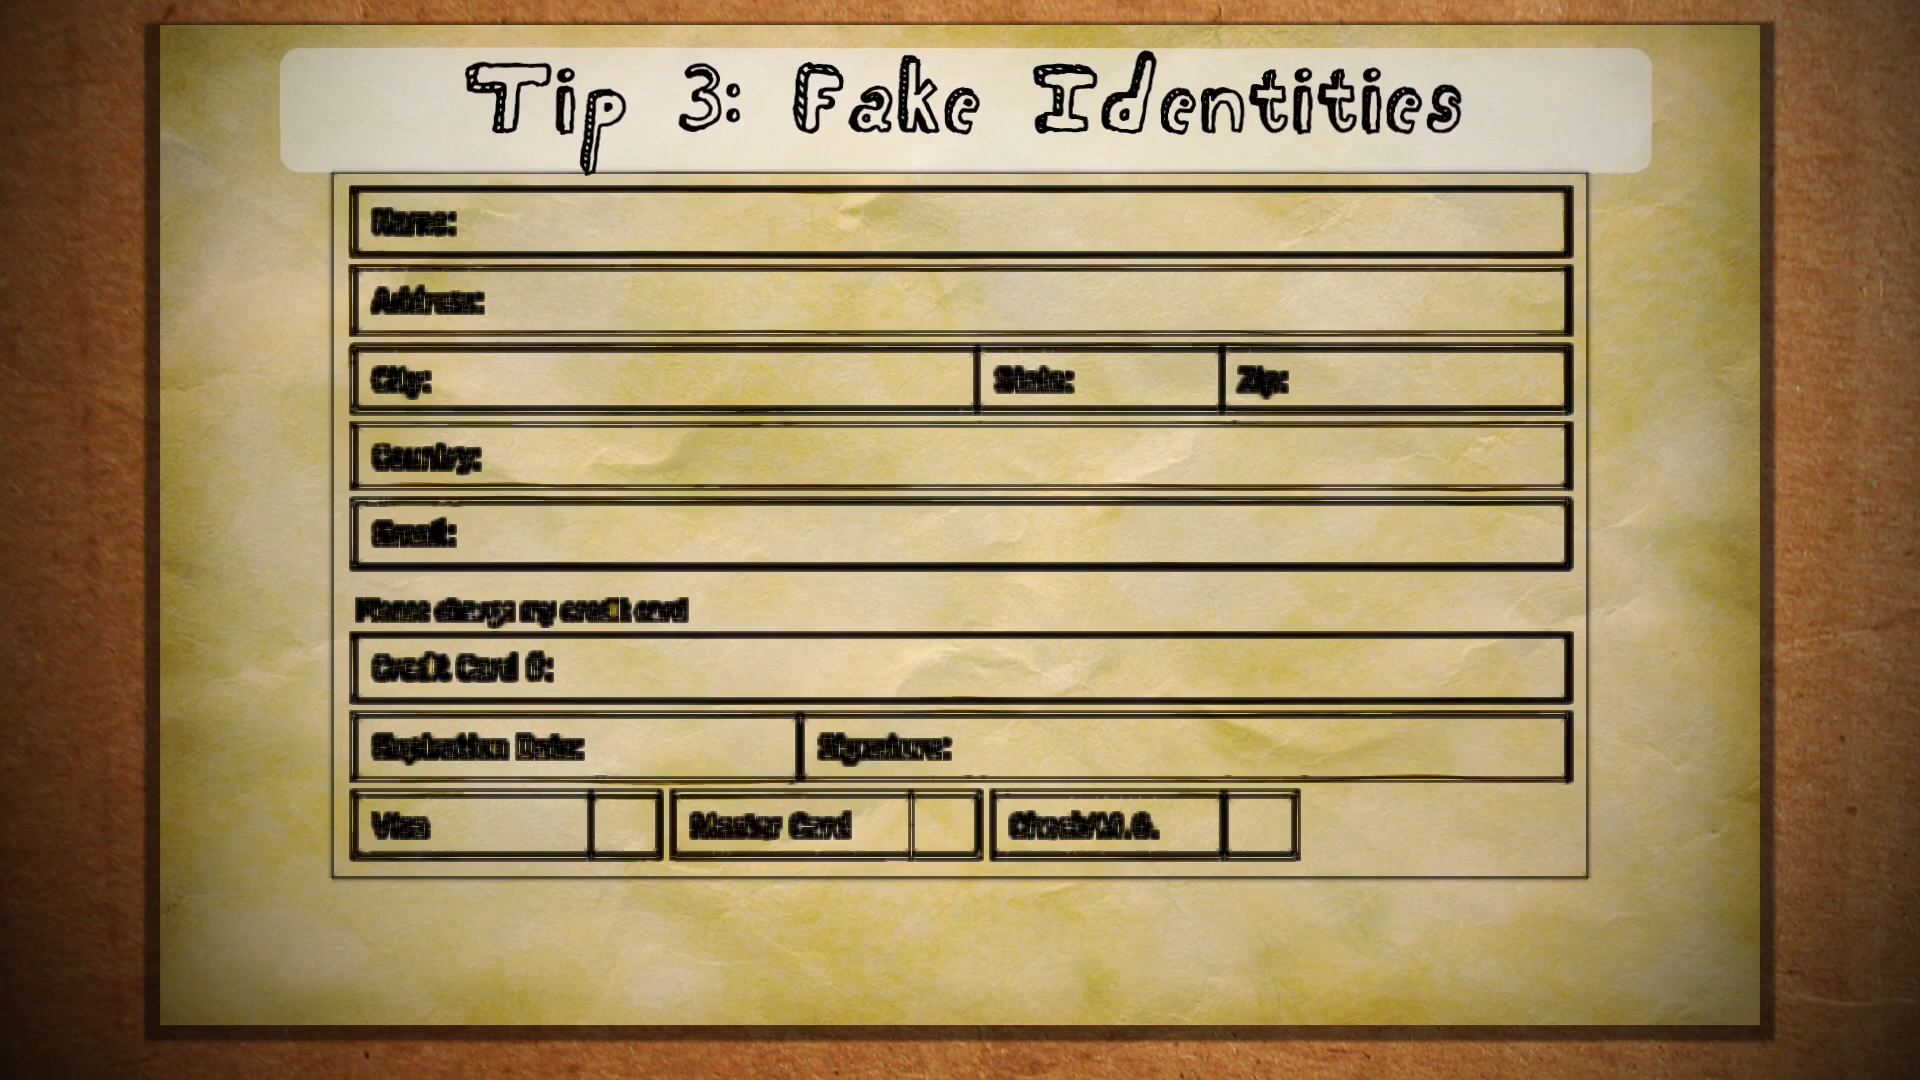 Tip 3: Fake Identities
Name:
Address:
City: State: Zip:
Country:
Email:
Please charge my credit card
Credit Card #:
Expiration Date: Signature:
Visa Master Card Check/M.O.